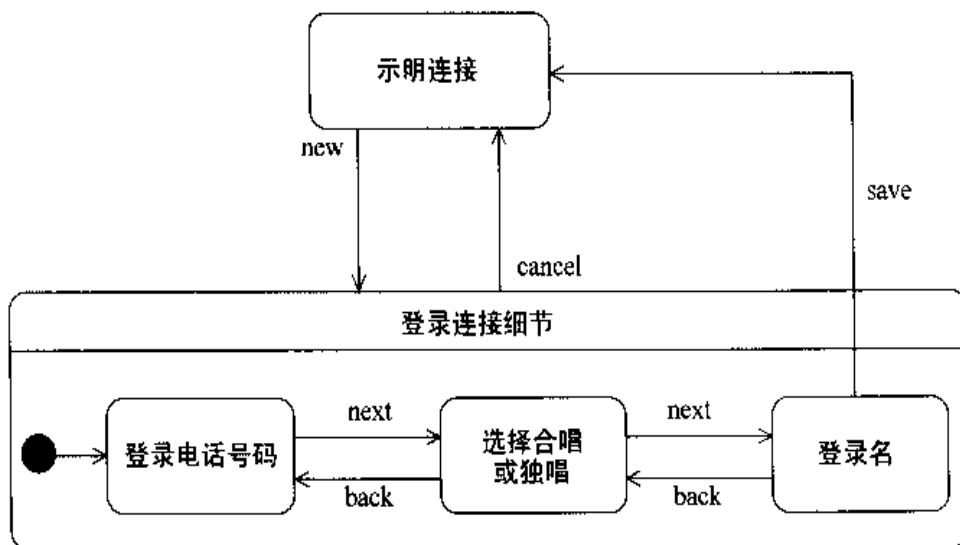 示明连接
new
save
cancel
登录连接细节
next
next
登录电话号码
选择合唱
或独唱
登录名
back
back